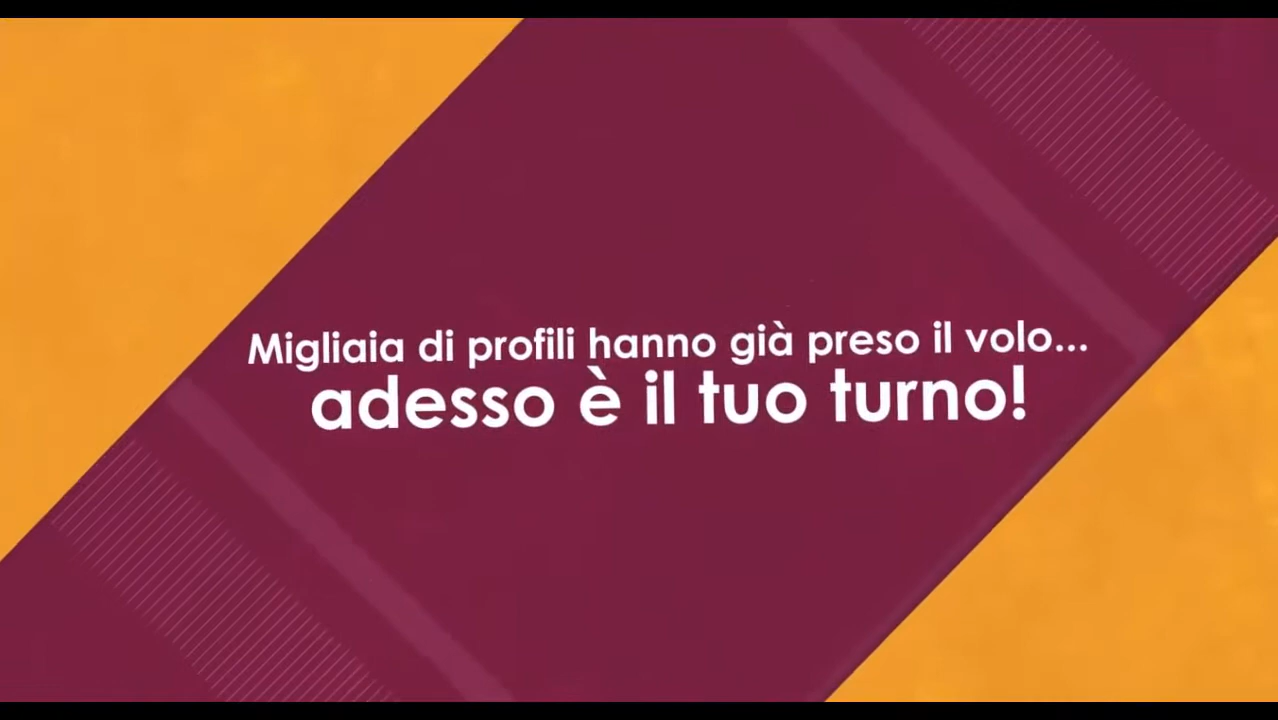 Migliaia di profili hanno già preso il volo...
adesso è il tuo turno!